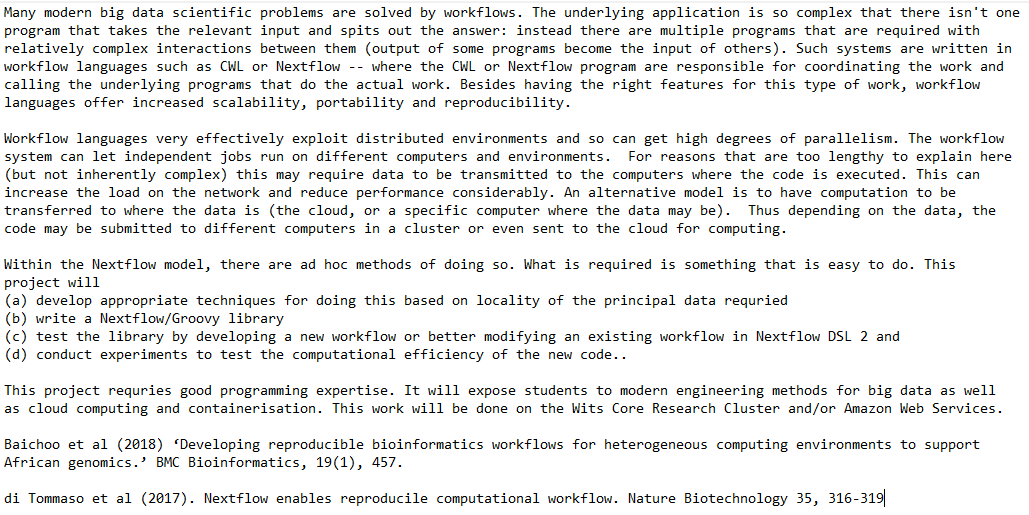 Many modern big data scientific problems are solved by workflows. The underlying application is so complex that there isn't one
program that takes the relevant input and spits out the answer: instead there are multiple programs that are required with
relatively complex interactions between them (output of some programs become the input of others). Such systems are written in
workflow languages such as CWL or Nextflow -- where the CWL or Nextflow program are responsible for coordinating the work and
calling the underlying programs that do the actual work. Besides having the right features for this type of work, workflow
languages offer increased scalability, portability and reproducibility.

Workflow languages very effectively exploit distributed environments and so can get high degrees of parallelism. The workflow
system can let independent jobs run on different computers and environments.  For reasons that are too lengthy to explain here
(but not inherently complex) this may require data to be transmitted to the computers where the code is executed. This can
increase the load on the network and reduce performance considerably. An alternative model is to have computation to be
transferred to where the data is (the cloud, or a specific computer where the data may be).  Thus depending on the data, the
code may be submitted to different computers in a cluster or even sent to the cloud for computing.

Within the Nextflow model, there are ad hoc methods of doing so. What is required is something that is easy to do. This
project will
(a) develop appropriate techniques for doing this based on locality of the principal data requried
(b) write a Nextflow/Groovy library
(c) test the library by developing a new workflow or better modifying an existing workflow in Nextflow DSL 2 and
(d) conduct experiments to test the computational efficiency of the new code..

This project requries good programming expertise. It will expose students to modern engineering methods for big data as well
as cloud computing and containerisation. This work will be done on the Wits Core Research Cluster and/or Amazon Web Services.

Baichoo et al (2018) ‘Developing reproducible bioinformatics workflows for heterogeneous computing environments to support
African genomics.’ BMC Bioinformatics, 19(1), 457.

di Tommaso et al (2017). Nextflow enables reproducile computational workflow. Nature Biotechnology 35, 316-319